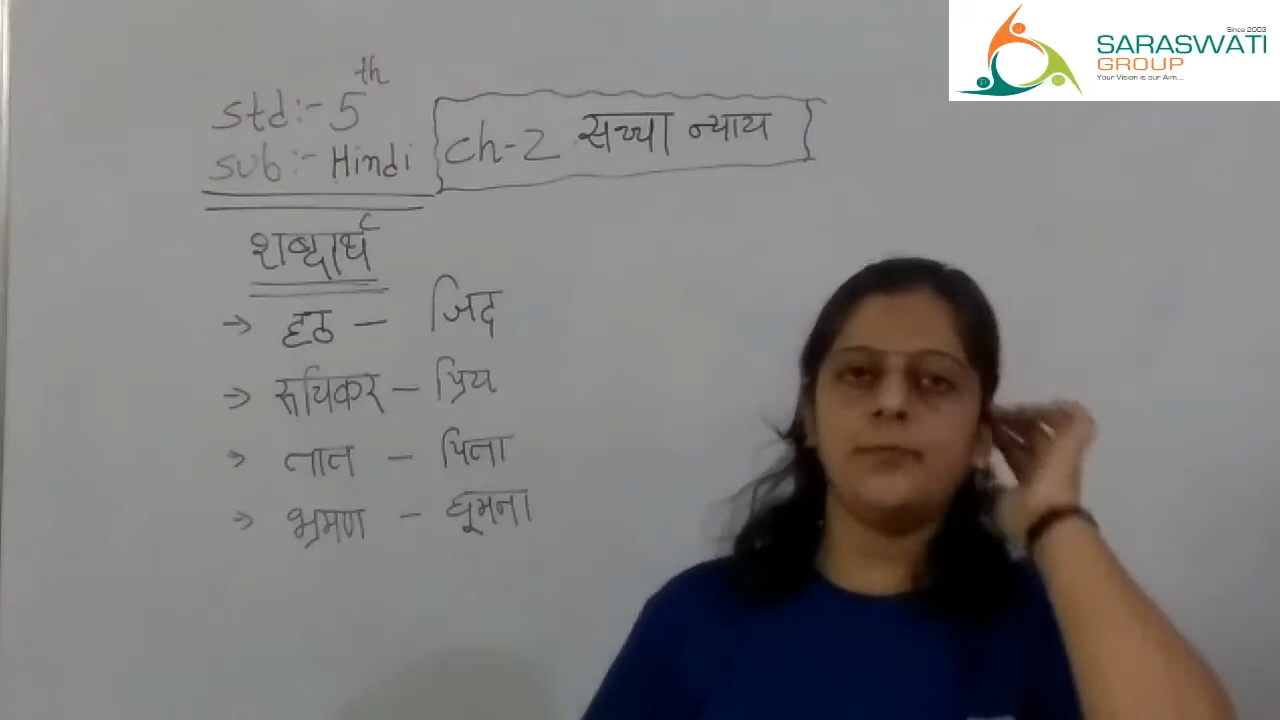 std:- 5th
sub:- Hindi
ch-2 सच्चा न्याय
शब्दार्थ
→ हठ – जिद
→ रूचिकर – प्रिय
→ तात – पिता
→ भ्रमण – घूमना
Since 2003
SARASWATI
GROUP
Your Vision is our Aim....